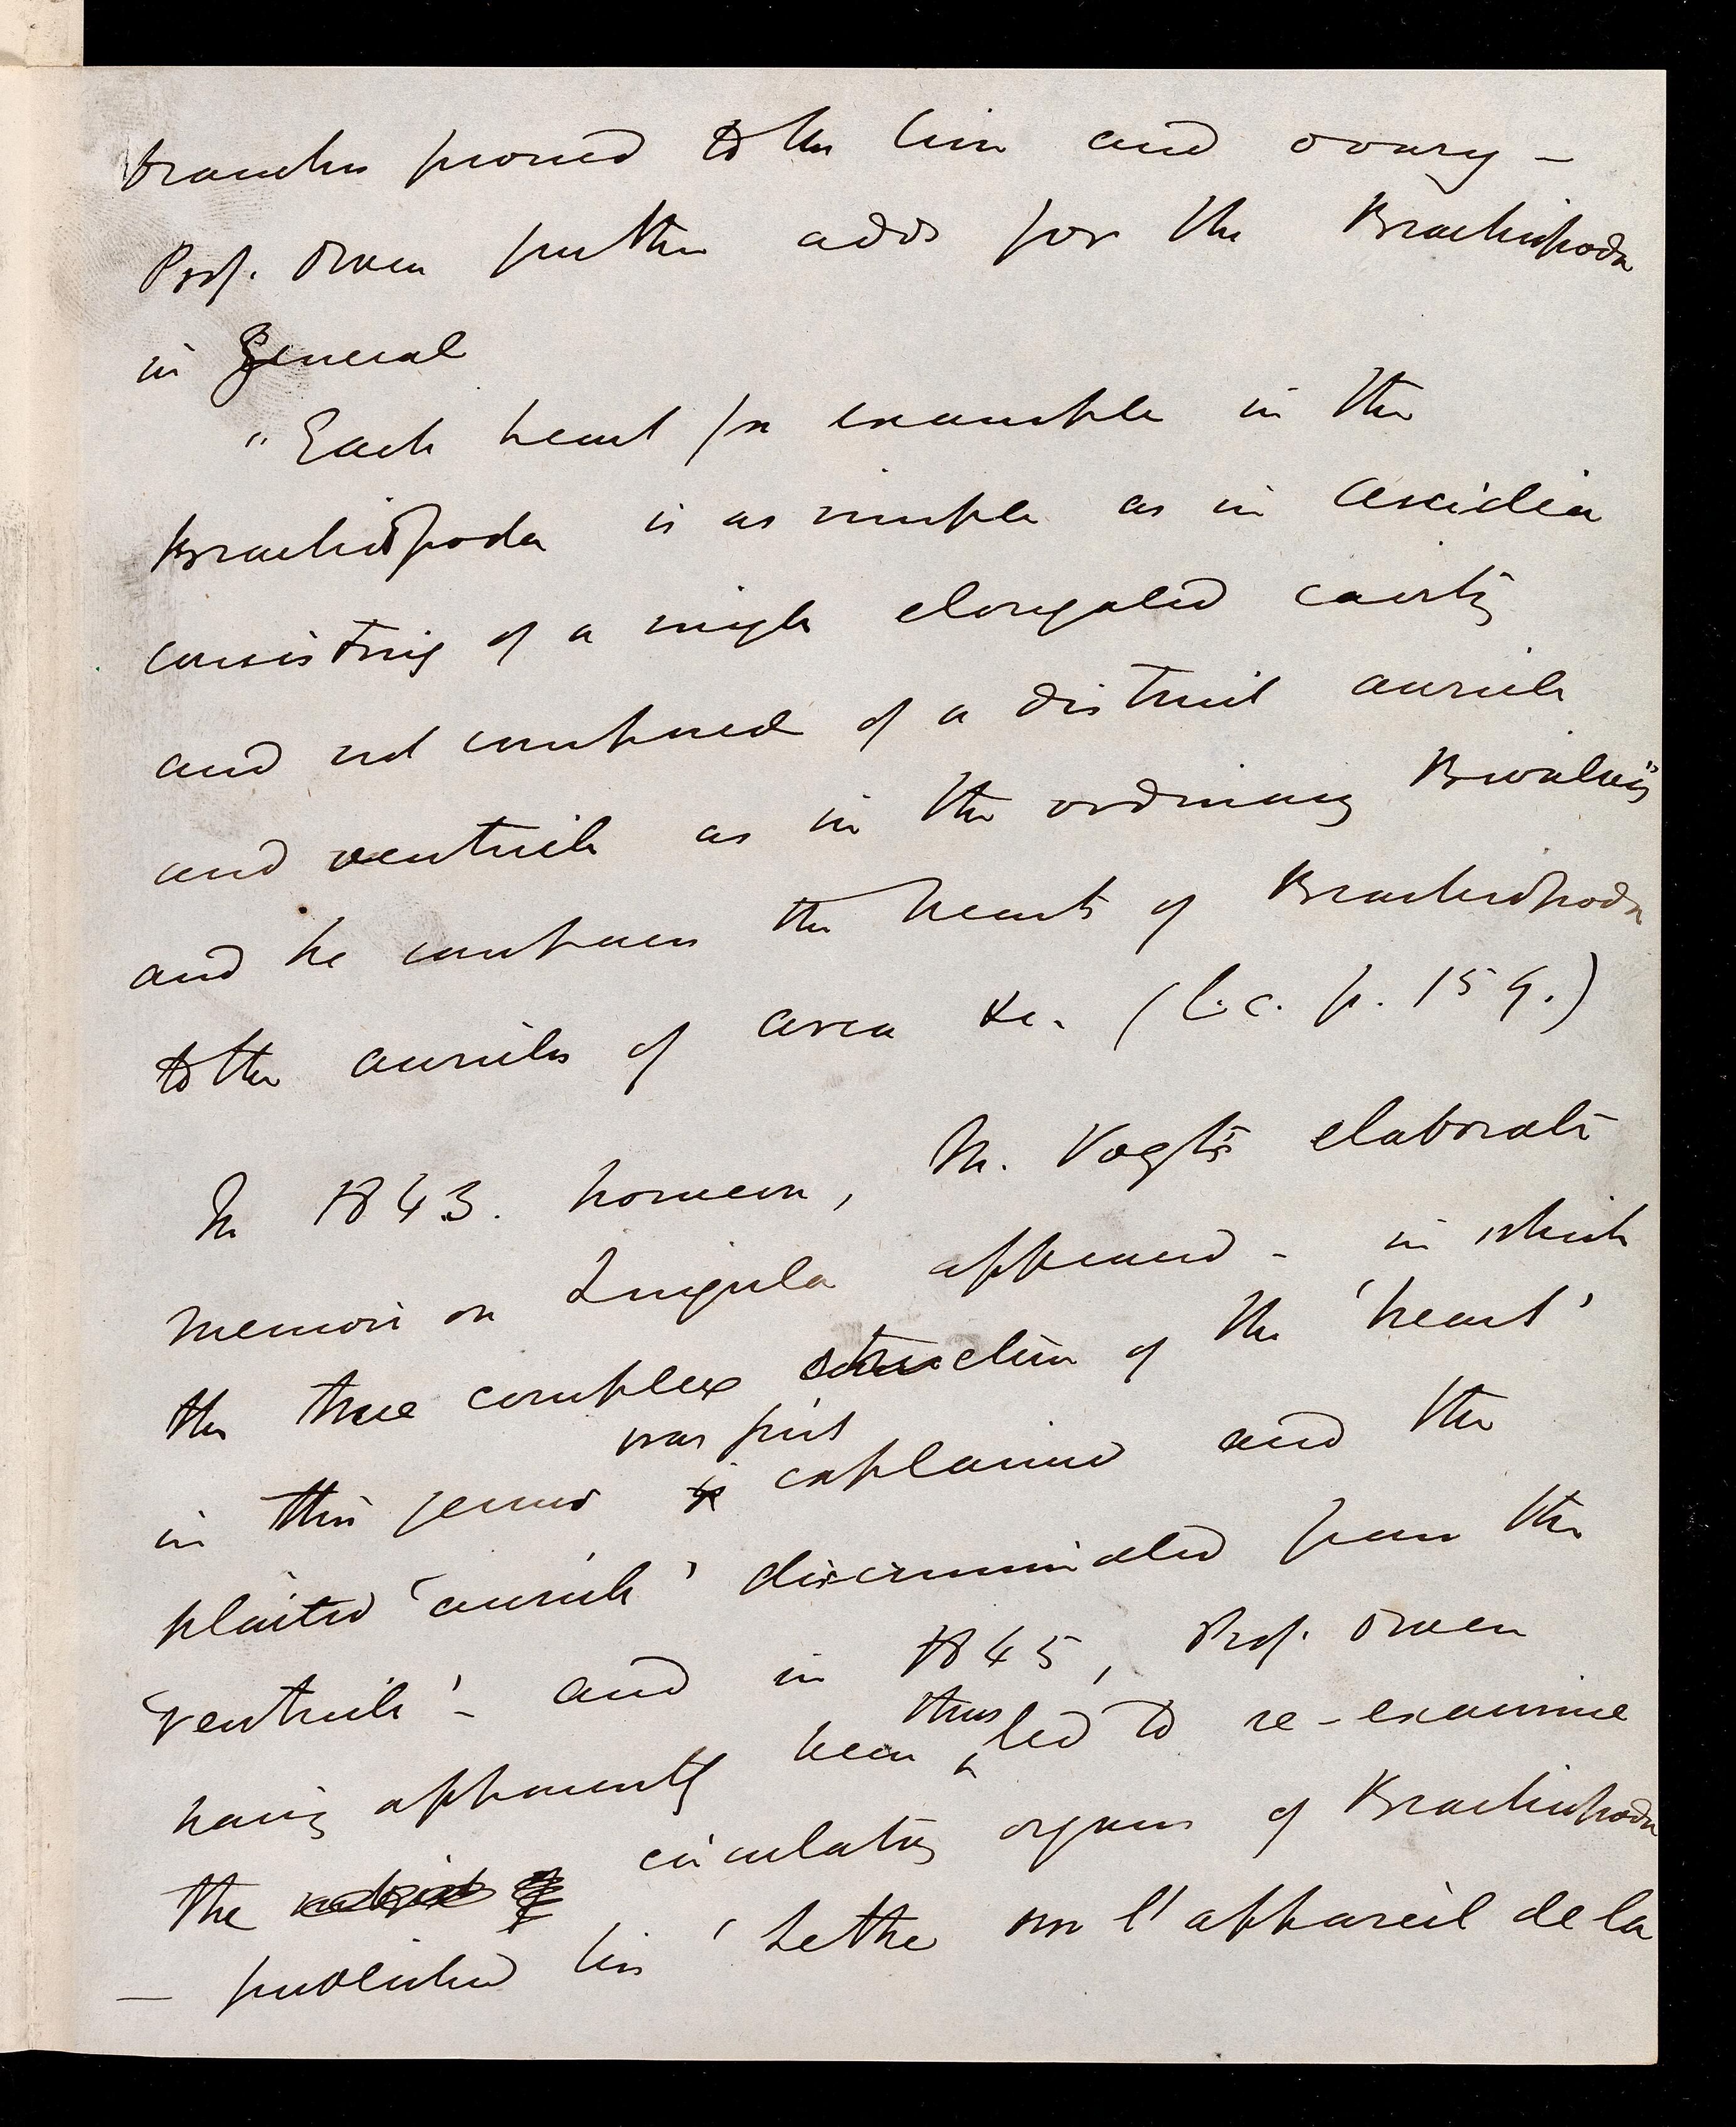 branches proceed to the liver and ovary –
Prof. Owen further adds for the Brachiopoda
in General
"Each heart for example in the
Brachiopoda is as simple as in Ascidia
consisting of a single elongated cavity
and not composed of a distinct auricle
and ventricle as in the ordinary Bivalves"
and he compares the hearts of Brachiopoda
to the auricles of Arca &c. (l.c. p. 159.)
In 1843. however, M. Vogt's elaborate
memoir on Lingula appeared – in which
the true complex structure of the 'heart'
was first
in this genus explained and the
plaited 'auricle' discriminated from the
'ventricle' – and in 1845, Prof. Owen
thus
having apparently been led to re-examine
the circulatory organs of Brachiopoda
– published his 'Lettre sur l'appareil de la